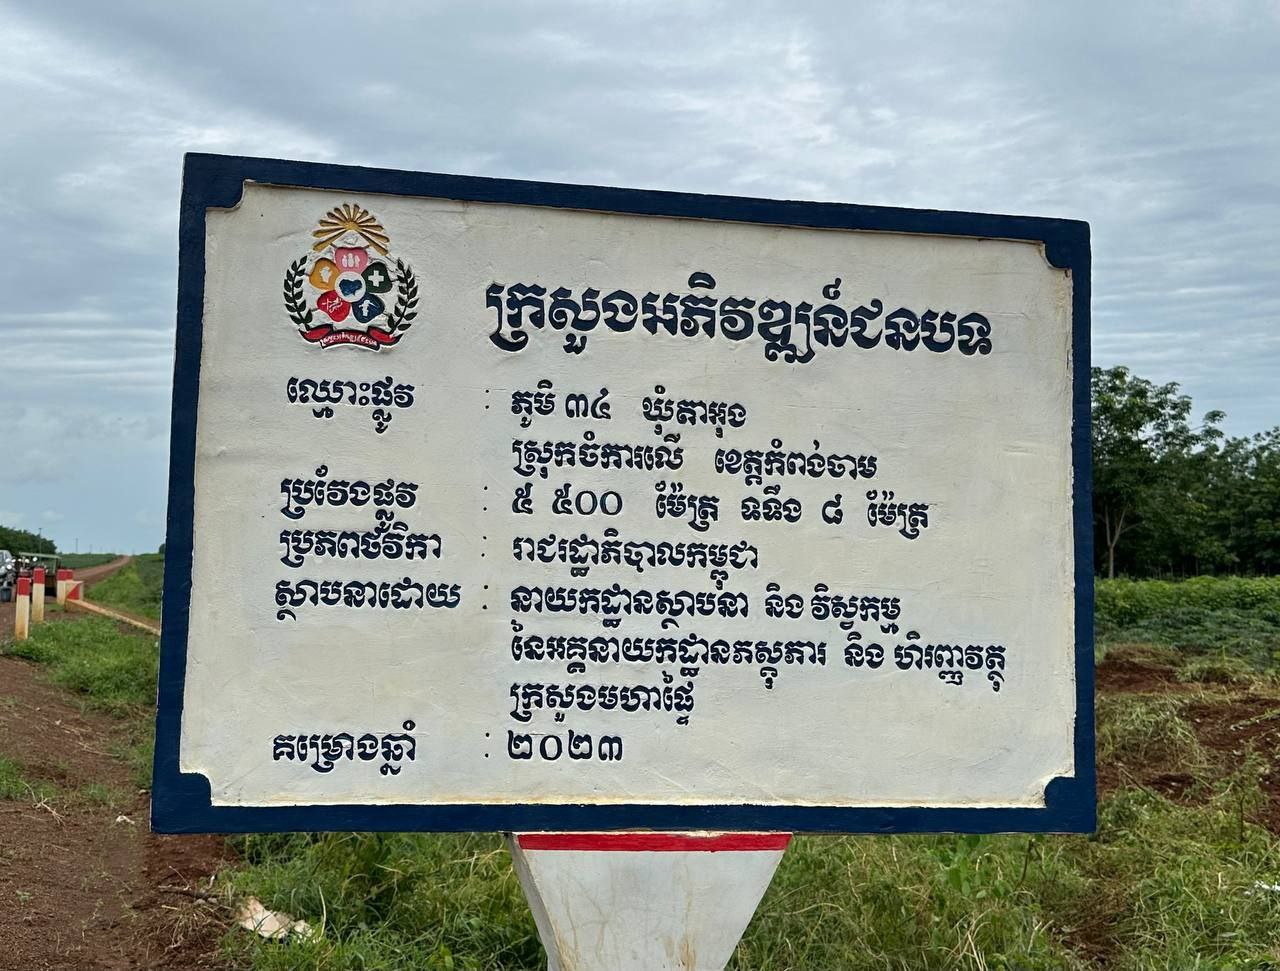 ក្រសួងអភិវឌ្ឍន៍ជនបទ
ឈ្មោះផ្លូវ : ភូមិ ៣៤ ឃុំតាអុង
ស្រុកចំការលើ ខេត្តកំពង់ចាម
ប្រវែងផ្លូវ : ៥ ៥០០ ម៉ែត្រ ទទឹង ៨ ម៉ែត្រ
ប្រភពថវិកា : រាជរដ្ឋាភិបាលកម្ពុជា
ស្ថាបនាដោយ : នាយកដ្ឋានស្ថាបនា និង វិស្វកម្ម
នៃអគ្គនាយកដ្ឋានភស្តុភារ និង ហិរញ្ញវត្ថុ
ក្រសួងមហាផ្ទៃ
គម្រោងឆ្នាំ : ២០២៣